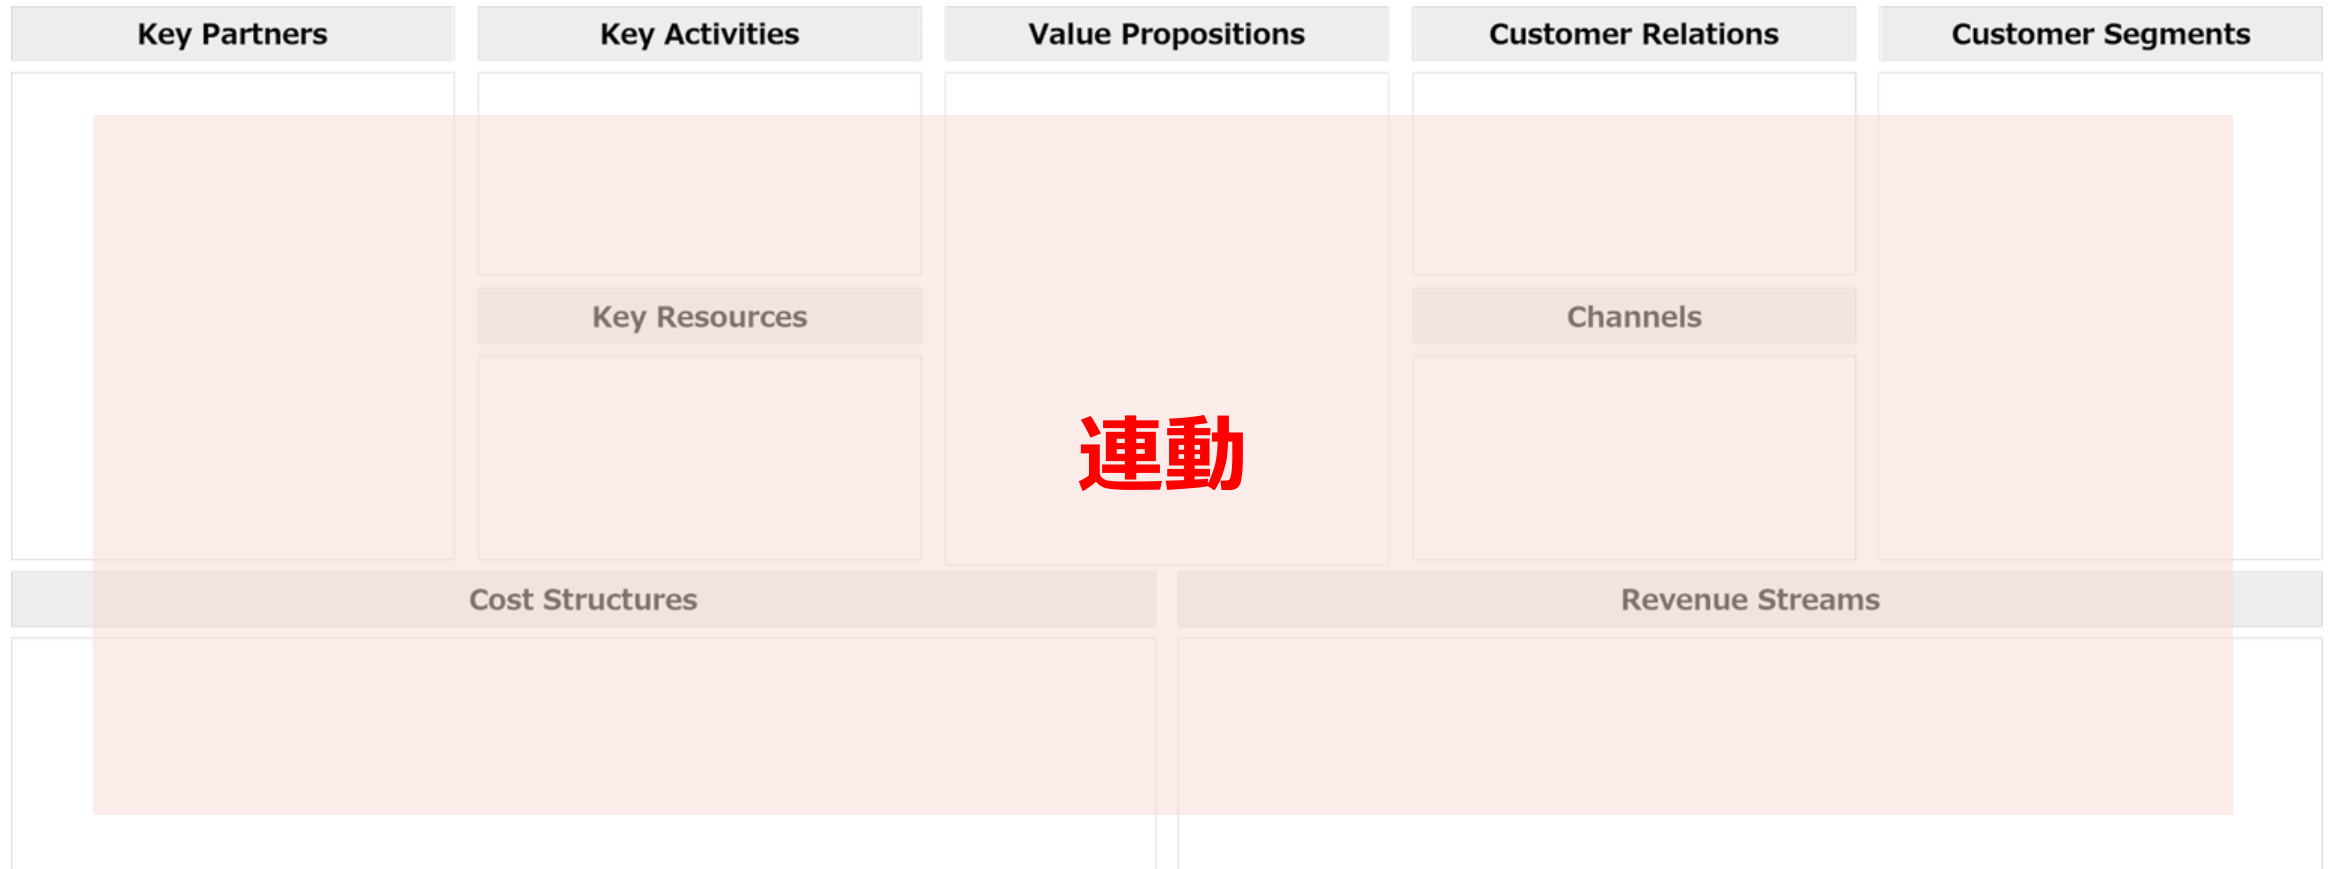 Key Partners
Key Activities
Value Propositions
Customer Relations
Customer Segments
Key Resources
Channels
連動
Cost Structures
Revenue Streams